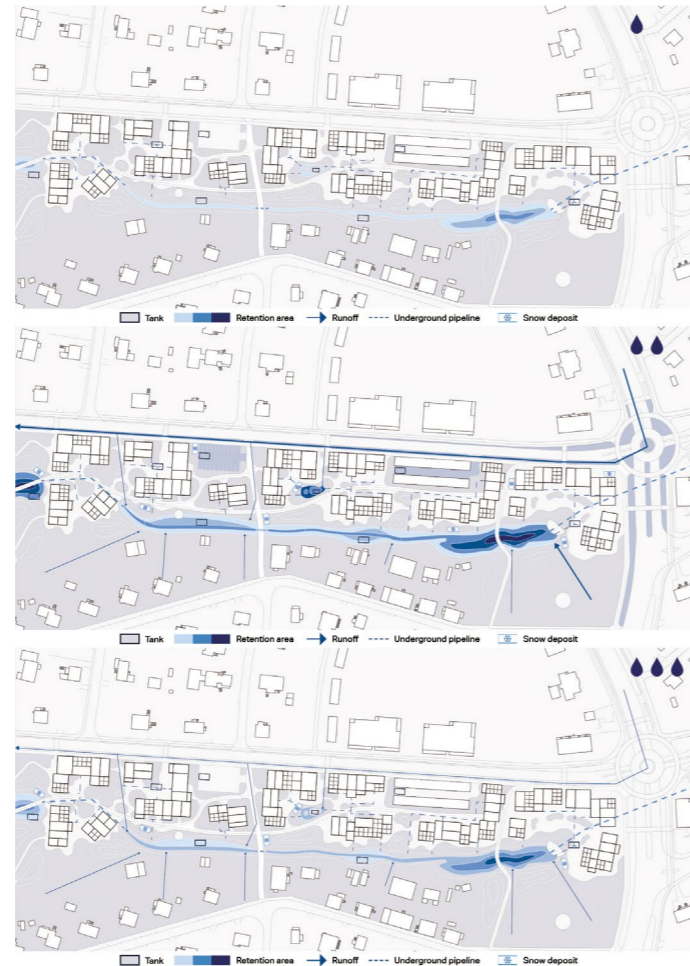 Tank Retention area Runoff Underground pipeline Snow deposit
Tank Retention area Runoff Underground pipeline Snow deposit
Tank Retention area Runoff Underground pipeline Snow deposit